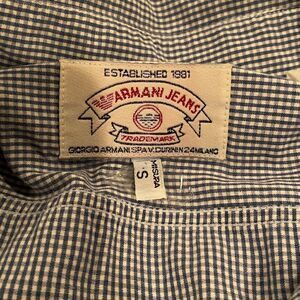 ESTABLISHED 1981
ARMANI JEANS
TRADEMARK
GIORGIO ARMANI SPA V. DURINI N 24 MILANO
MISURA
S